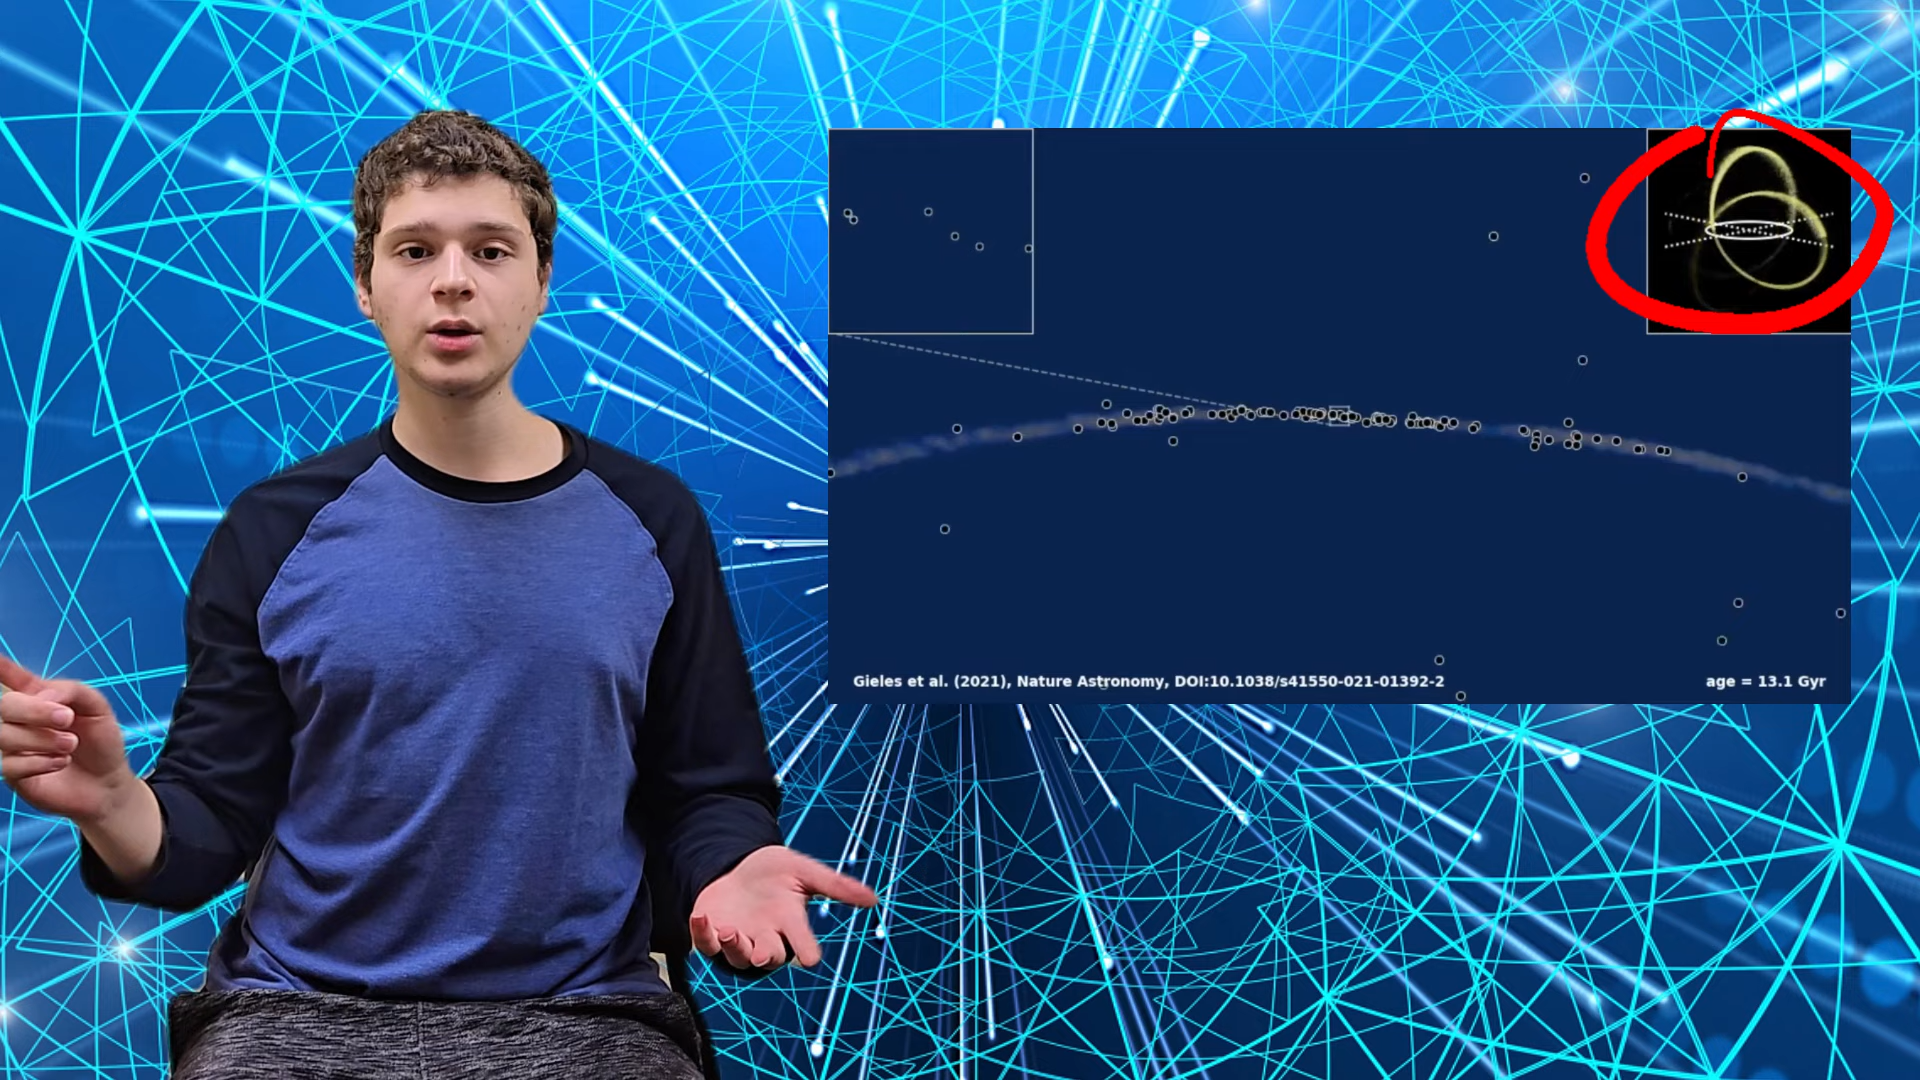 Gieles et al. (2021), Nature Astronomy, DOI:10.1038/s41550-021-01392-2
age = 13.1 Gyr